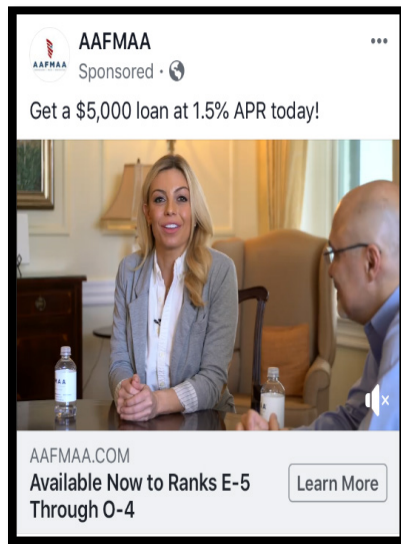 AAFMAA
AAFMAA
Sponsored ·
Get a $5,000 loan at 1.5% APR today!
AAFMAA.COM
Available Now to Ranks E-5
Through O-4
Learn More